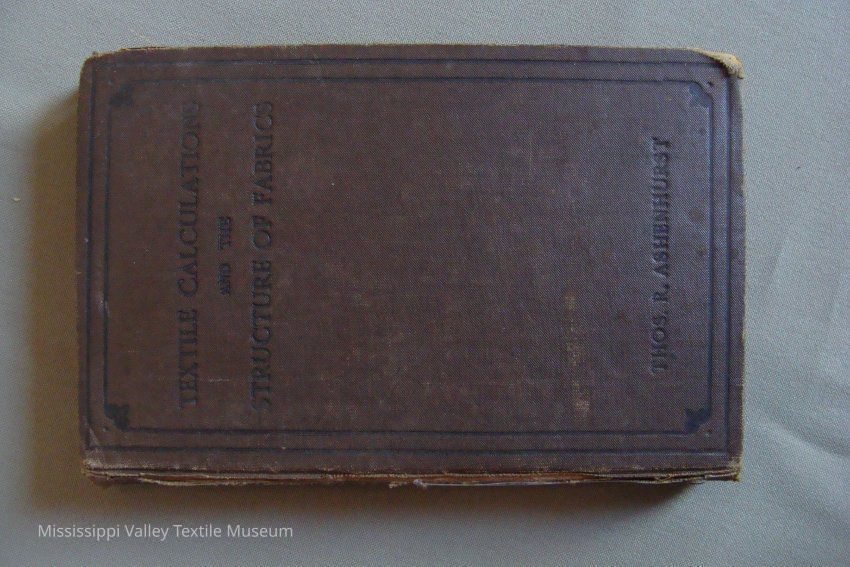 TEXTILE CALCULATIONS
AND THE
STRUCTURE OF FABRICS
THOS. R. ASHENHURST
Mississippi Valley Textile Museum